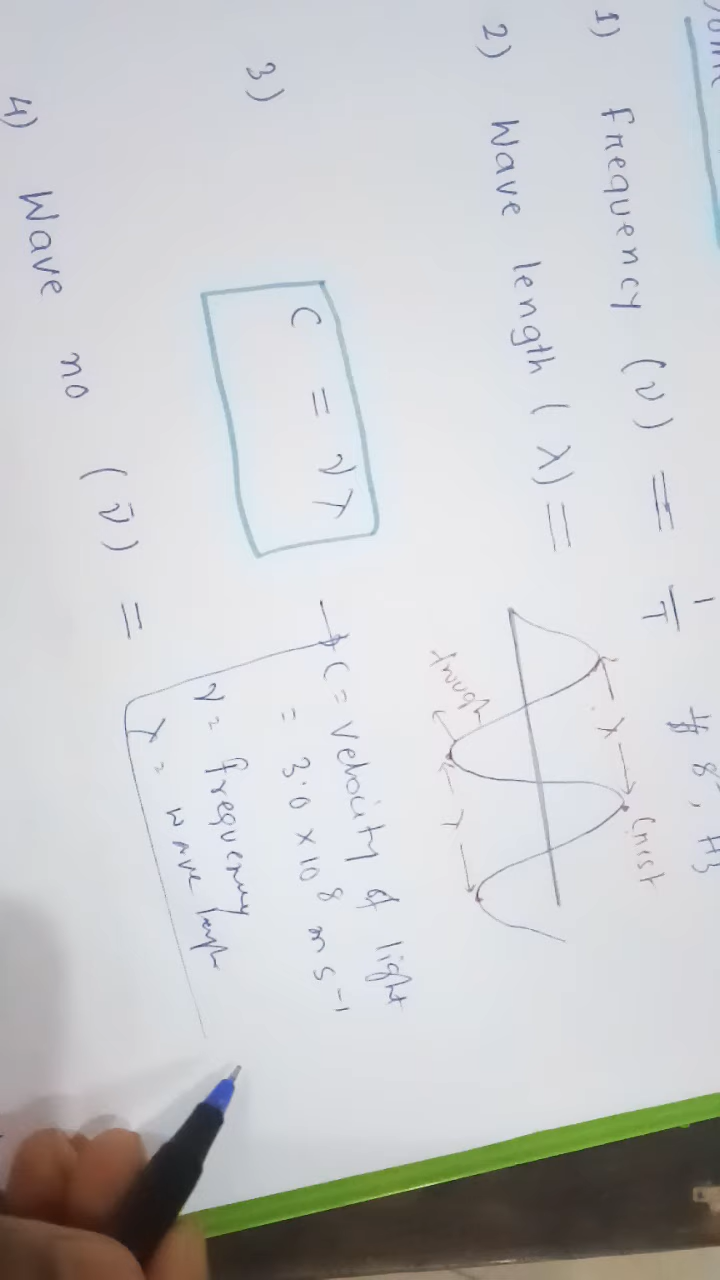 1) frequency (ν) = 1/T
2) Wave length (λ) =
λ
Crest
trough
λ
3) C = νλ → C = velocity of light
= 3.0 × 10⁸ m s⁻¹
ν = frequency
λ = wave length
4) Wave no (ν̄) =